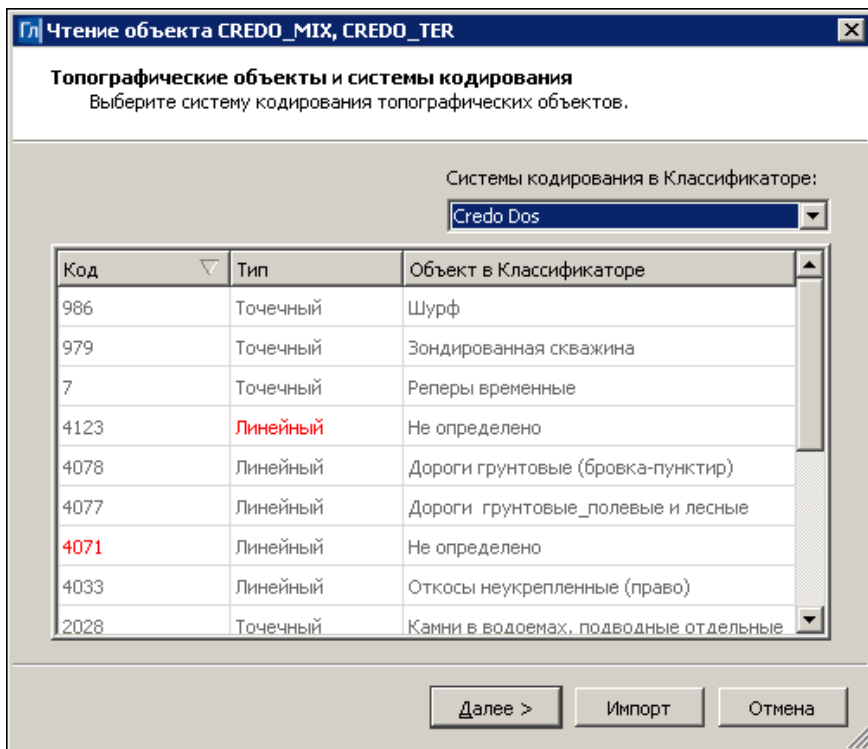 Гл Чтение объекта CREDO_MIX, CREDO_TER
Топографические объекты и системы кодирования
Выберите систему кодирования топографических объектов.
Системы кодирования в Классификаторе:
Credo Dos
Код Тип Объект в Классификаторе
986 Точечный Шурф
979 Точечный Зондированная скважина
7 Точечный Реперы временные
4123 Линейный Не определено
4078 Линейный Дороги грунтовые (бровка-пунктир)
4077 Линейный Дороги грунтовые_полевые и лесные
4071 Линейный Не определено
4033 Линейный Откосы неукрепленные (право)
2028 Точечный Камни в водоемах, подводные отдельные
Далее > Импорт Отмена